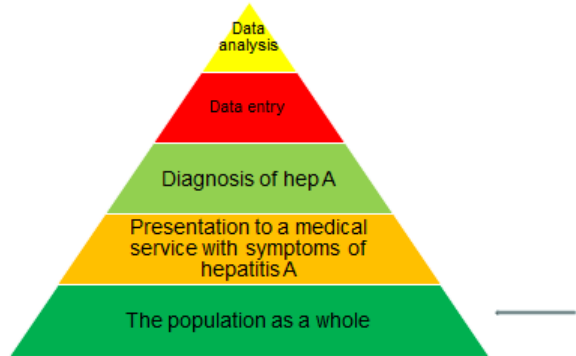 Data
analysis
Data entry
Diagnosis of hep A
Presentation to a medical
service with symptoms of
hepatitis A
The population as a whole